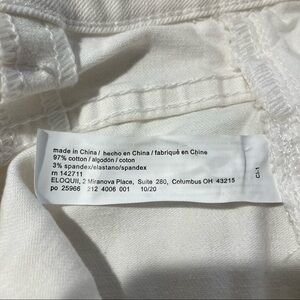 made in China / hecho en China / fabriqué en Chine
97% cotton / algodón / coton
3% spandex/elastano/spandex
rn 142711
ELOQUII, 2 Miranova Place, Suite 280, Columbus OH 43215
po 25966 212 4006 001 10/20